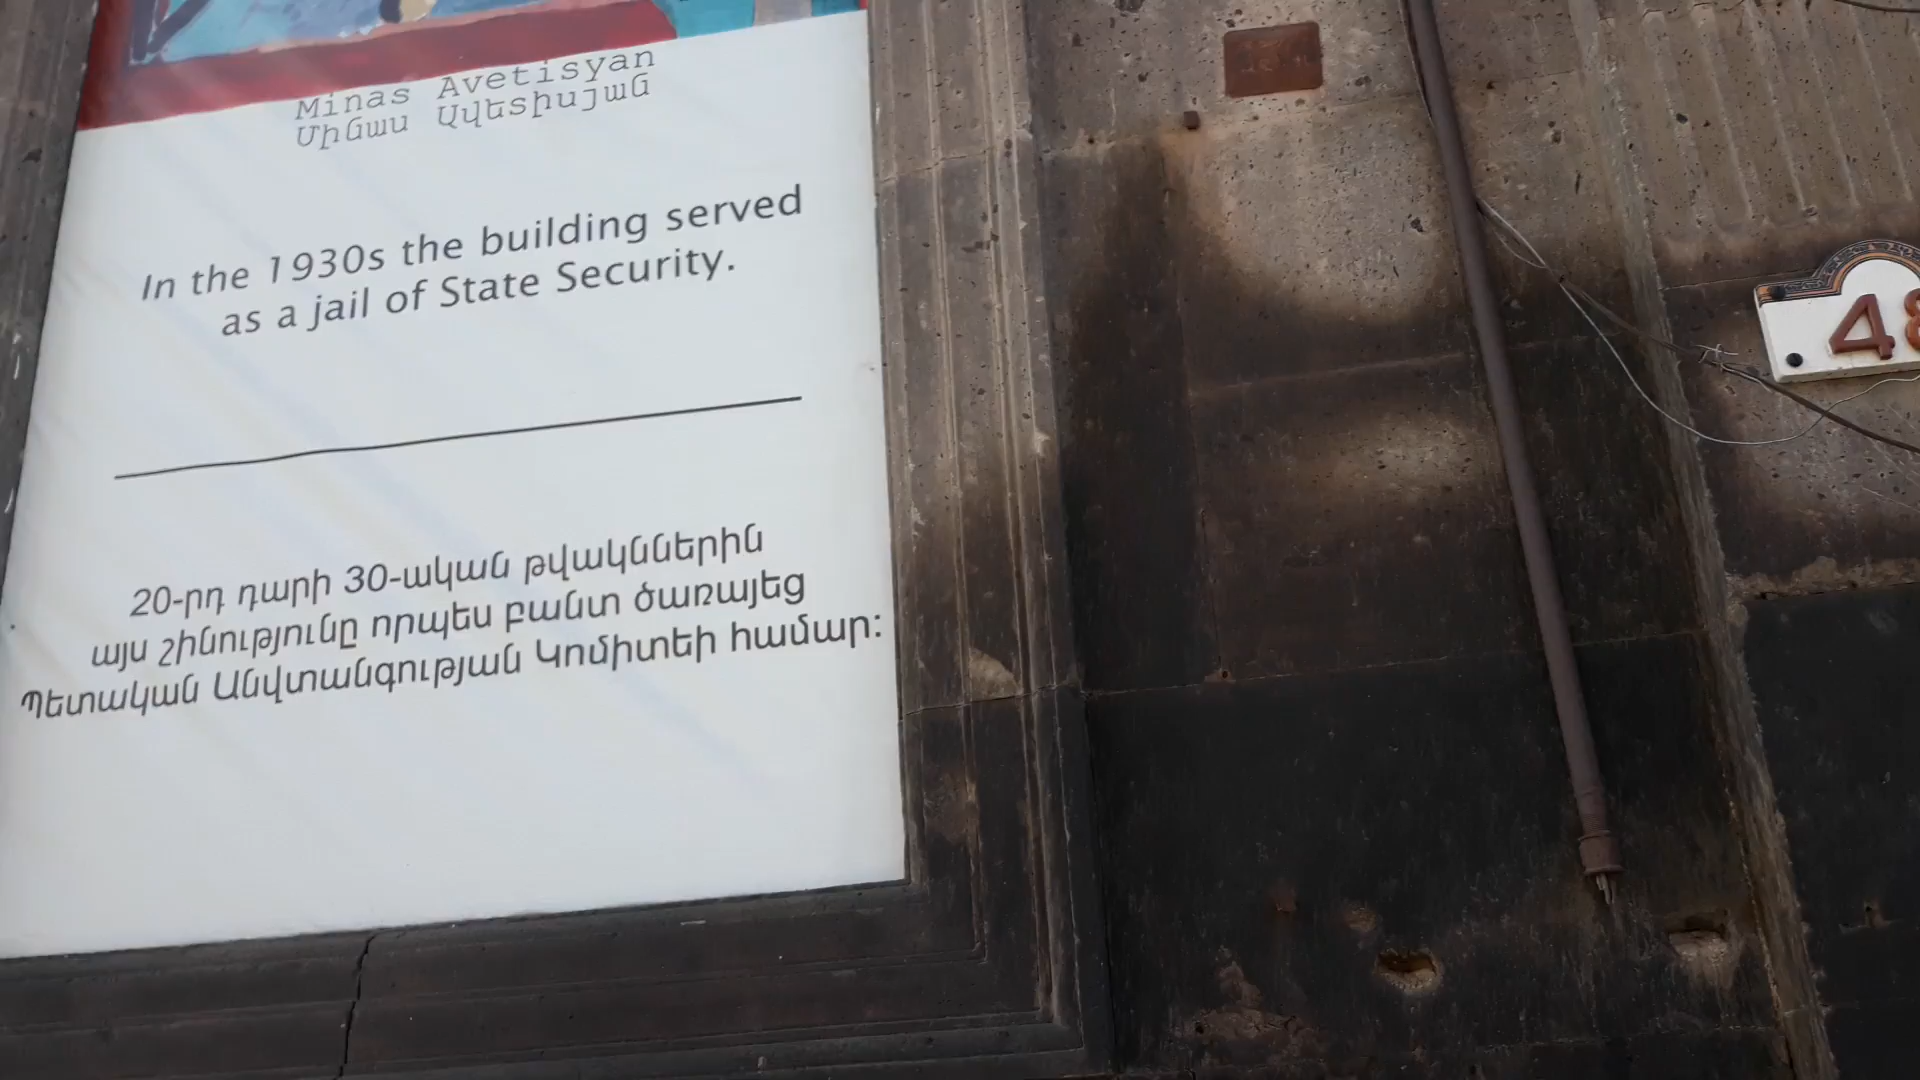 Minas Avetisyan
Մինաս Ավետիսյան
In the 1930s the building served
as a jail of State Security.
20-րդ դարի 30-ական թվականներին
այս շինությունը որպես բանտ ծառայեց
Պետական Անվտանգության Կոմիտեի համար:
48